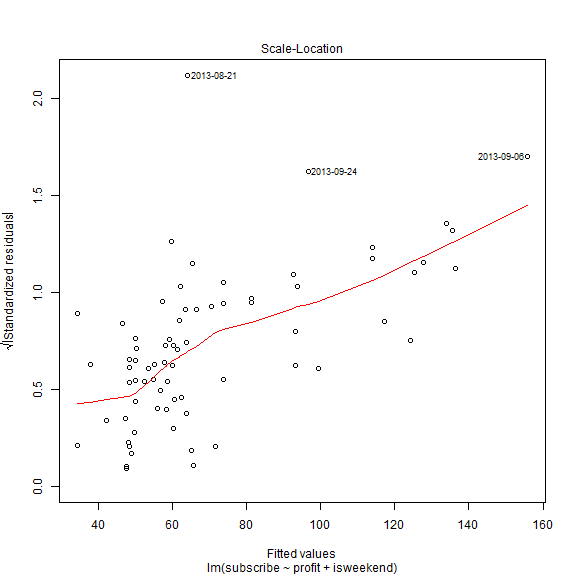 Scale-Location
2013-08-21
2013-09-06
2013-09-24
√|Standardized residuals|
2.0
1.5
1.0
0.5
0.0
40 60 80 100 120 140 160
Fitted values
lm(subscribe ~ profit + isweekend)